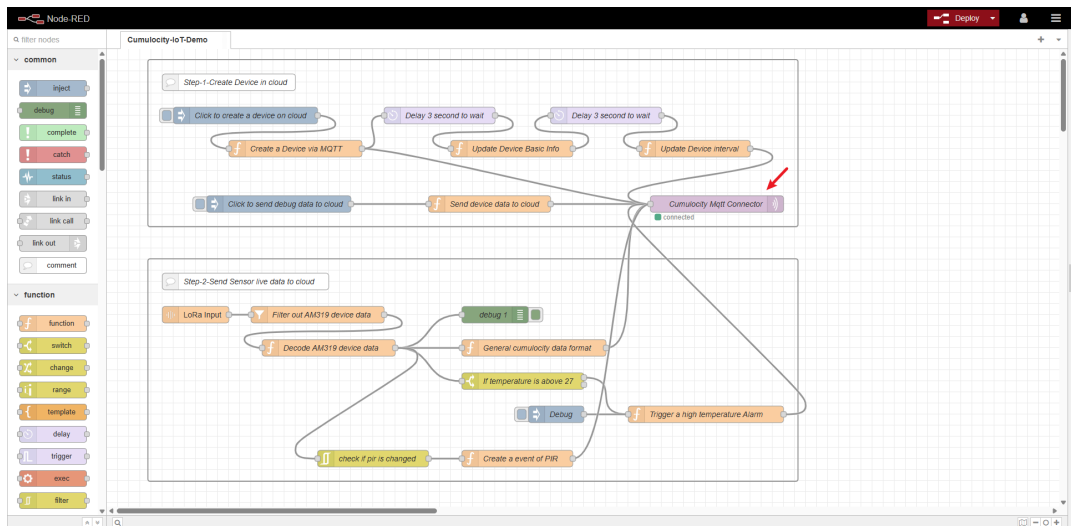 Node-RED
Deploy
filter nodes
Cumulocity-IoT-Demo
common
inject
debug
complete
catch
status
link in
link call
link out
comment
function
function
switch
change
range
template
delay
trigger
exec
filter
Step-1-Create Device in cloud
Click to create a device on cloud
Delay 3 second to wait
Delay 3 second to wait
Create a Device via MQTT
Update Device Basic Info
Update Device interval
Click to send debug data to cloud
Send device data to cloud
Cumulocity Mqtt Connector
connected
Step-2-Send Sensor live data to cloud
LoRa Input
Filter out AM319 device data
debug 1
Decode AM319 device data
General cumulocity data format
If temperature is above 27
Debug
Trigger a high temperature Alarm
check if pir is changed
Create a event of PIR